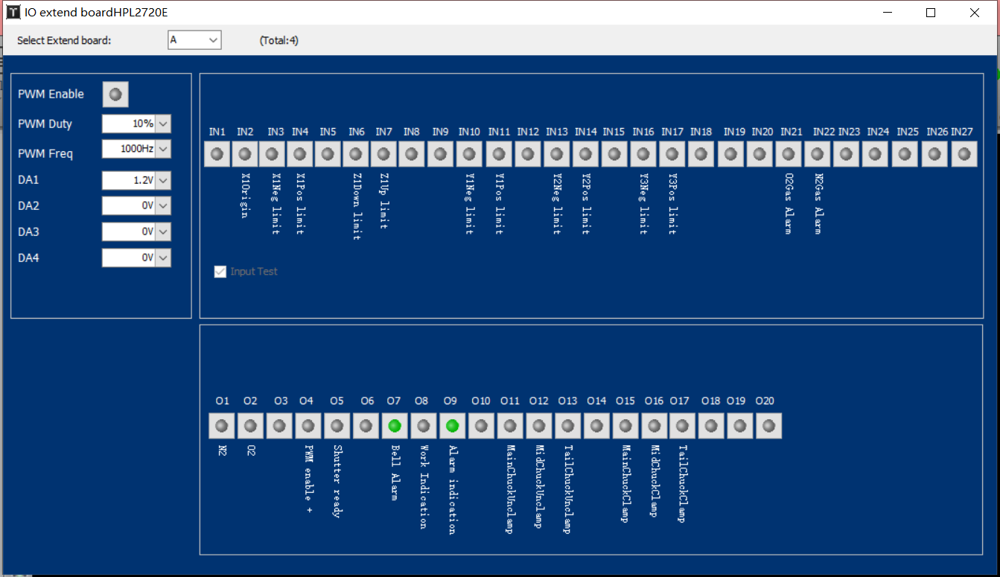 IO extend boardHPL2720E
Select Extend board: A (Total:4)
PWM Enable
PWM Duty 10%
PWM Freq 1000Hz
DA1 1.2V
DA2 0V
DA3 0V
DA4 0V
IN1 IN2 IN3 IN4 IN5 IN6 IN7 IN8 IN9 IN10 IN11 IN12 IN13 IN14 IN15 IN16 IN17 IN18 IN19 IN20 IN21 IN22 IN23 IN24 IN25 IN26 IN27
X1Origin
X1Neg limit
X1Pos limit
Z1Down limit
Z1Up limit
Y1Neg limit
Y1Pos limit
Y2Neg limit
Y2Pos limit
Y3Neg limit
Y3Pos limit
O2Gas Alarm
N2Gas Alarm
Input Test
O1 O2 O3 O4 O5 O6 O7 O8 O9 O10 O11 O12 O13 O14 O15 O16 O17 O18 O19 O20
N2
O2
PWM enable +
Shutter ready
Bell Alarm
Work Indication
Alarm indication
MainChuckUnclamp
MidChuckUnclamp
TailChuckUnclamp
MainChuckClamp
MidChuckClamp
TailChuckClamp